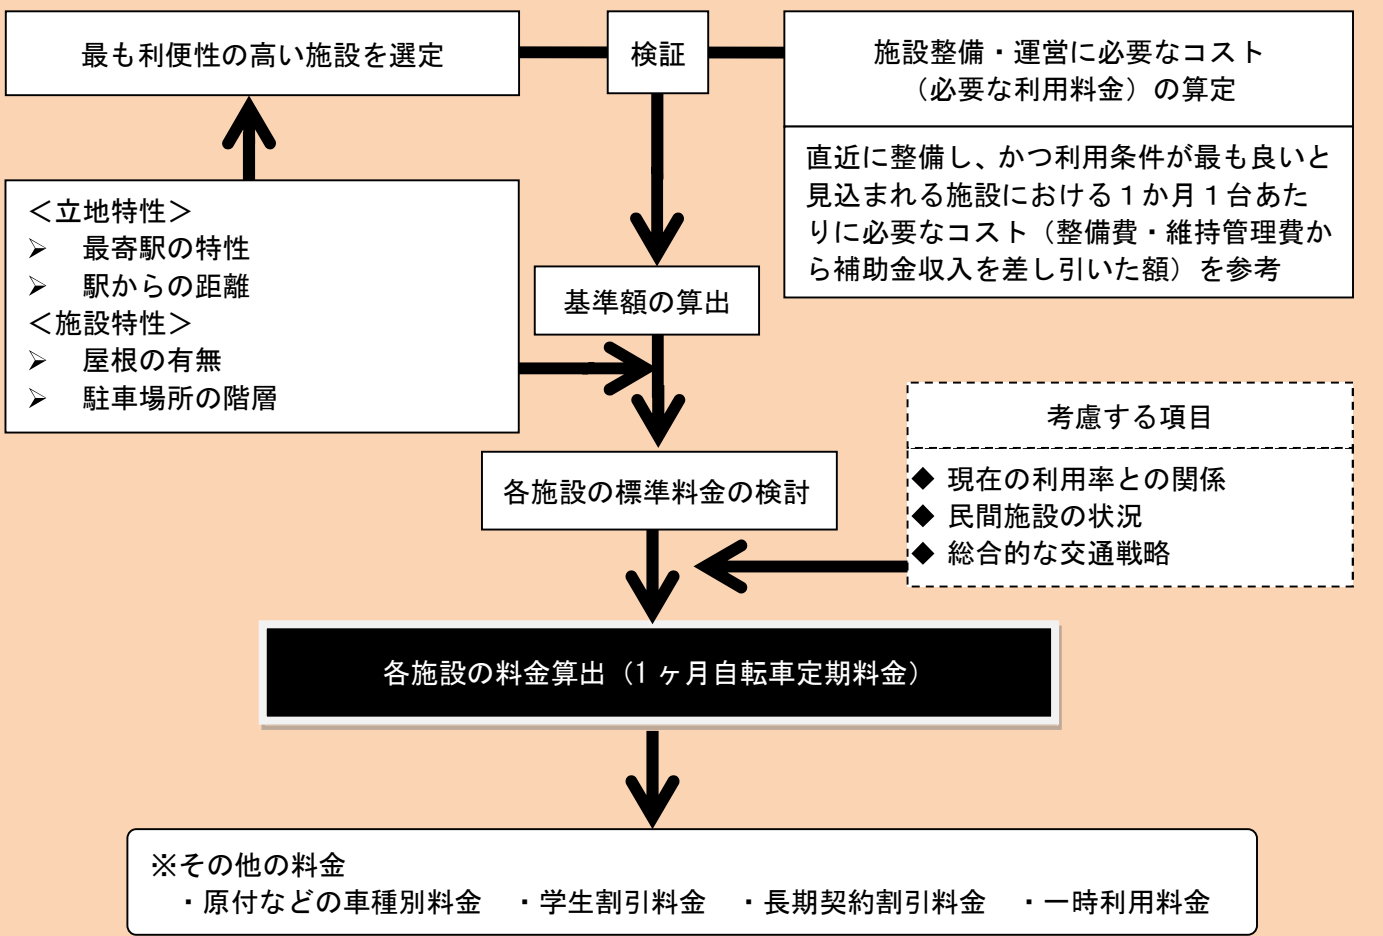 最も利便性の高い施設を選定
検証
施設整備・運営に必要なコスト
（必要な利用料金）の算定
直近に整備し、かつ利用条件が最も良いと
見込まれる施設における１か月１台あた
りに必要なコスト（整備費・維持管理費か
ら補助金収入を差し引いた額）を参考
＜立地特性＞
➢ 最寄駅の特性
➢ 駅からの距離
＜施設特性＞
➢ 屋根の有無
➢ 駐車場所の階層
基準額の算出
考慮する項目
◆ 現在の利用率との関係
◆ 民間施設の状況
◆ 総合的な交通戦略
各施設の標準料金の検討
各施設の料金算出（1 ヶ月自転車定期料金）
※その他の料金
・原付などの車種別料金 ・学生割引料金 ・長期契約割引料金 ・一時利用料金